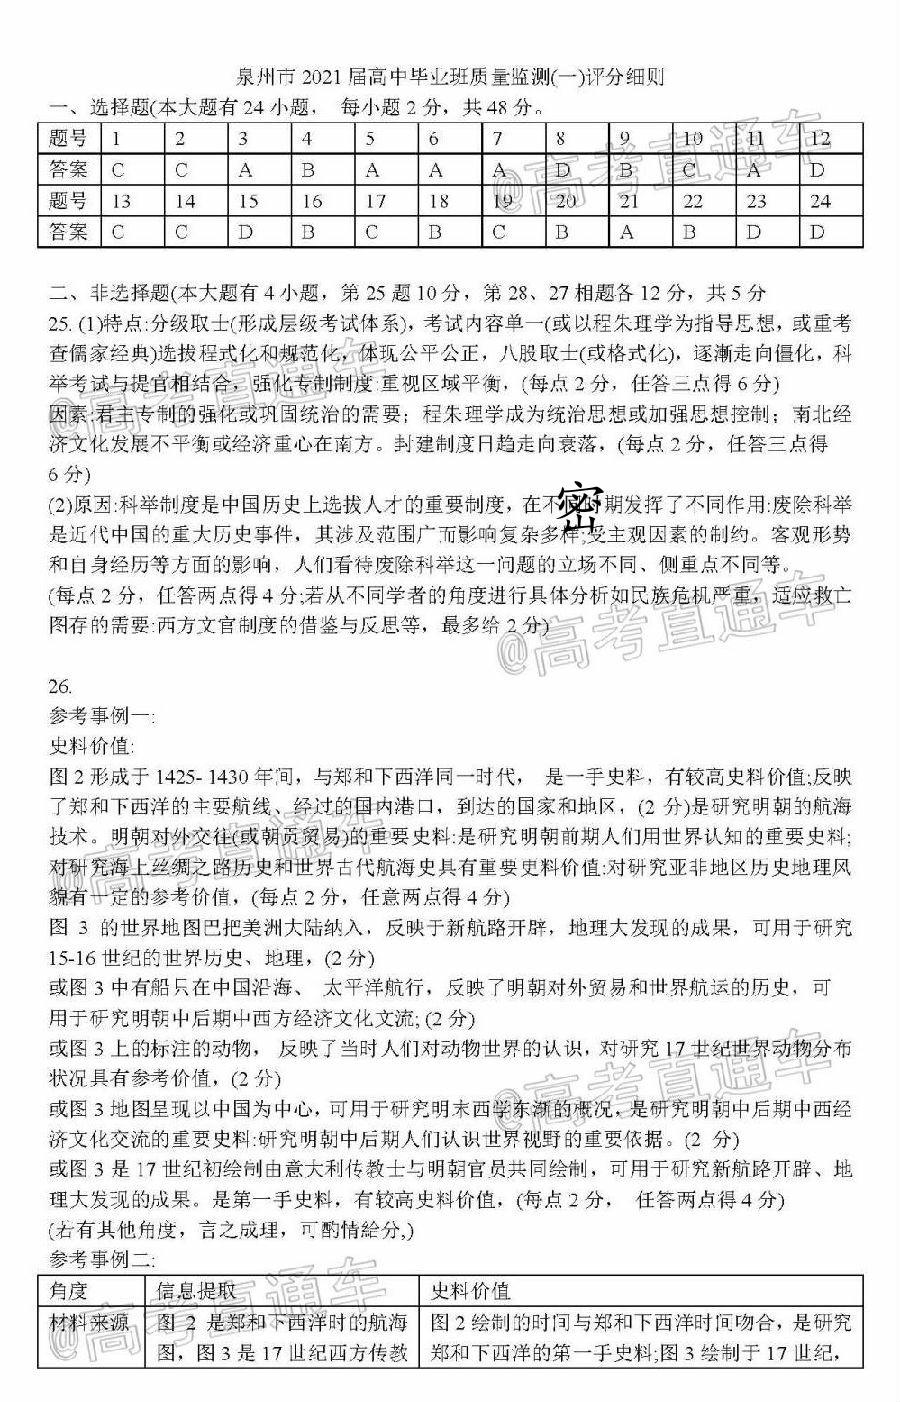 泉州市 2021 届高中毕业班质量监测(一)评分细则
一、选择题(本大题有 24 小题， 每小题 2 分，共 48 分。
题号 1 2 3 4 5 6 7 8 9 10 11 12
答案 C C A B A A A D B C A D
题号 13 14 15 16 17 18 19 20 21 22 23 24
答案 C C D B C B C B A B D D
二、非选择题(本大题有 4 小题，第 25 题 10 分，第 28、27 相题各 12 分，共 5 分
25. (1)特点:分级取士(形成层级考试体系)，考试内容单一(或以程朱理学为指导思想，或重考
查儒家经典)选拔程式化和规范化，体现公平公正，八股取士(或格式化)，逐渐走向僵化，科
举考试与提官相结合，强化专制制度 重视区域平衡，(每点 2 分，任答三点得 6 分)
因素:君主专制的强化或巩固统治的需要；程朱理学成为统治思想或加强思想控制；南北经
济文化发展不平衡或经济重心在南方。封建制度日趋走向衰落，(每点 2 分，任答三点得
6 分)
(2)原因:科举制度是中国历史上选拔人才的重要制度，在不同时期发挥了不同作用:废除科举
是近代中国的重大历史事件，其涉及范围广而影响复杂多样;受主观因素的制约。客观形势
和自身经历等方面的影响，人们看待废除科举这一问题的立场不同、侧重点不同等。
(每点 2 分，任答两点得 4 分;若从不同学者的角度进行具体分析如民族危机严重，适应救亡
图存的需要:西方文官制度的借鉴与反思等，最多给 2 分)
密
26.
参考事例一:
史料价值:
图 2 形成于 1425- 1430 年间，与郑和下西洋同一时代， 是一手史料，有较高史料价值;反映
了郑和下西洋的主要航线、经过的国内港口，到达的国家和地区，(2 分)是研究明朝的航海
技术。明朝对外交往(或朝贡贸易)的重要史料:是研究明朝前期人们用世界认知的重要史料;
对研究海上丝绸之路历史和世界古代航海史具有重要吏料价值:对研究亚非地区历史地理风
貌有一定的参考价值，(每点 2 分，任意两点得 4 分)
图 3 的世界地图巴把美洲大陆纳入，反映于新航路开辟，地理大发现的成果，可用于研究
15-16 世纪的世界历史、地理，(2 分)
或图 3 中有船只在中国沿海、 太平洋航行，反映了明朝对外贸易和世界航运的历史，可
用于研究明朝中后期中西方经济文化文流; (2 分)
或图 3 上的标注的动物， 反映了当时人们对动物世界的认识，对研究 17 世纪世界动物分布
状况具有参考价值，(2 分)
或图 3 地图呈现以中国为中心，可用于研究明末西学东渐的概况，是研究明朝中后期中西经
济文化交流的重要史料:研究明朝中后期人们认识世界视野的重要依据。(2 分)
或图 3 是 17 世纪初绘制由意大利传教士与明朝官员共同绘制，可用于研究新航路开辟、地
理大发现的成果。是第一手史料，有较高史料价值，(每点 2 分， 任答两点得 4 分)
(若有其他角度，言之成理，可酌情给分,)
参考事例二:
角度 信息提取 史料价值
材料来源 图 2 是郑和下西洋时的航海 图 2 绘制的时间与郑和下西洋时间吻合，是研究
图，图 3 是 17 世纪西方传教 郑和下西洋的第一手史料;图 3 绘制于 17 世纪，
@高考直通车
@高考直通车
@高考直通车
@高考直通车
@高考直通车
@高考直通车